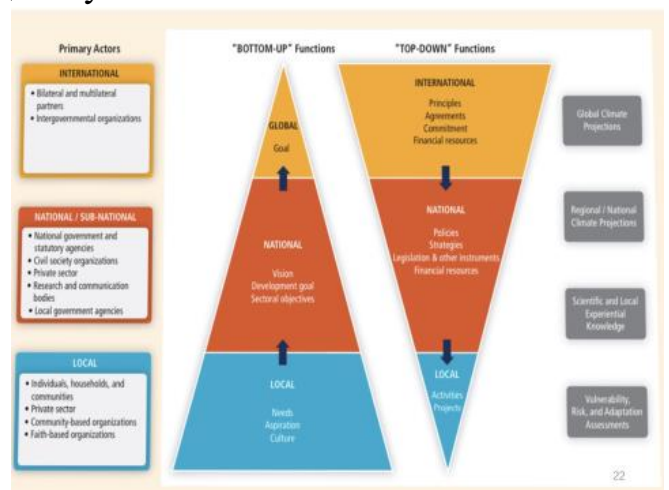 Primary Actors
"BOTTOM-UP" Functions
"TOP-DOWN" Functions
INTERNATIONAL
• Bilateral and multilateral
partners
• Intergovernmental organizations
NATIONAL / SUB-NATIONAL
• National government and
statutory agencies
• Civil society organizations
• Private sector
• Research and communication
bodies
• Local government agencies
LOCAL
• Individuals, households, and
communities
• Private sector
• Community-based organizations
• Faith-based organizations
GLOBAL
Goal
NATIONAL
Vision
Development goal
Sectoral objectives
LOCAL
Needs
Aspiration
Culture
INTERNATIONAL
Principles
Agreements
Commitment
Financial resources
NATIONAL
Policies
Strategies
Legislation & other instruments
Financial resources
LOCAL
Activities
Projects
Global Climate
Projections
Regional / National
Climate Projections
Scientific and Local
Experiential
Knowledge
Vulnerability,
Risk, and Adaptation
Assessments
22